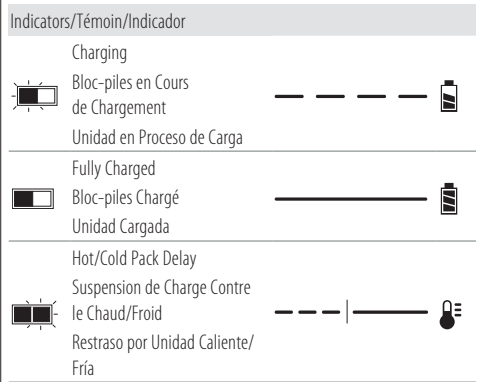 Indicators/Témoin/Indicador
Charging
Bloc-piles en Cours
de Chargement
Unidad en Proceso de Carga
Fully Charged
Bloc-piles Chargé
Unidad Cargada
Hot/Cold Pack Delay
Suspension de Charge Contre
le Chaud/Froid
Restraso por Unidad Caliente/
Fría